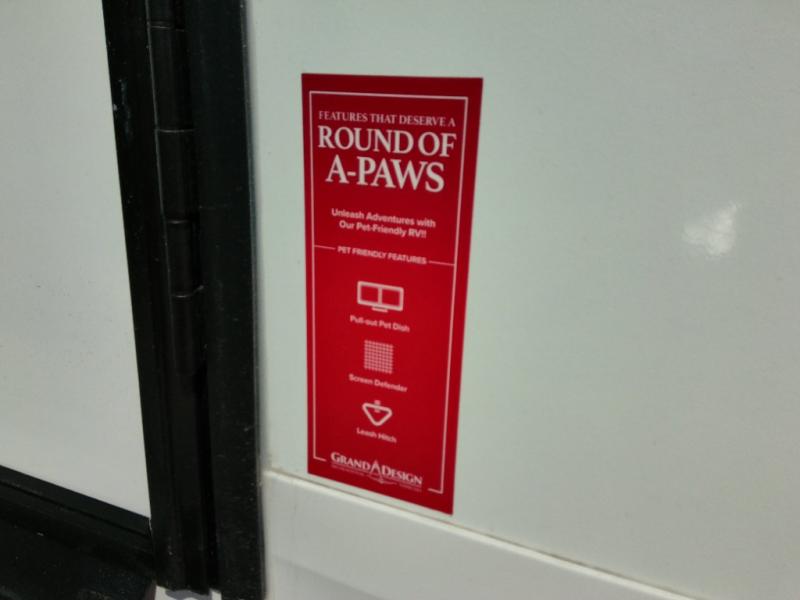 FEATURES THAT DESERVE A
ROUND OF
A-PAWS
Unleash Adventures with
Our Pet-Friendly RV!!
PET FRIENDLY FEATURES
Pull-out Pet Dish
Screen Defender
Leash Hitch
GRAND DESIGN